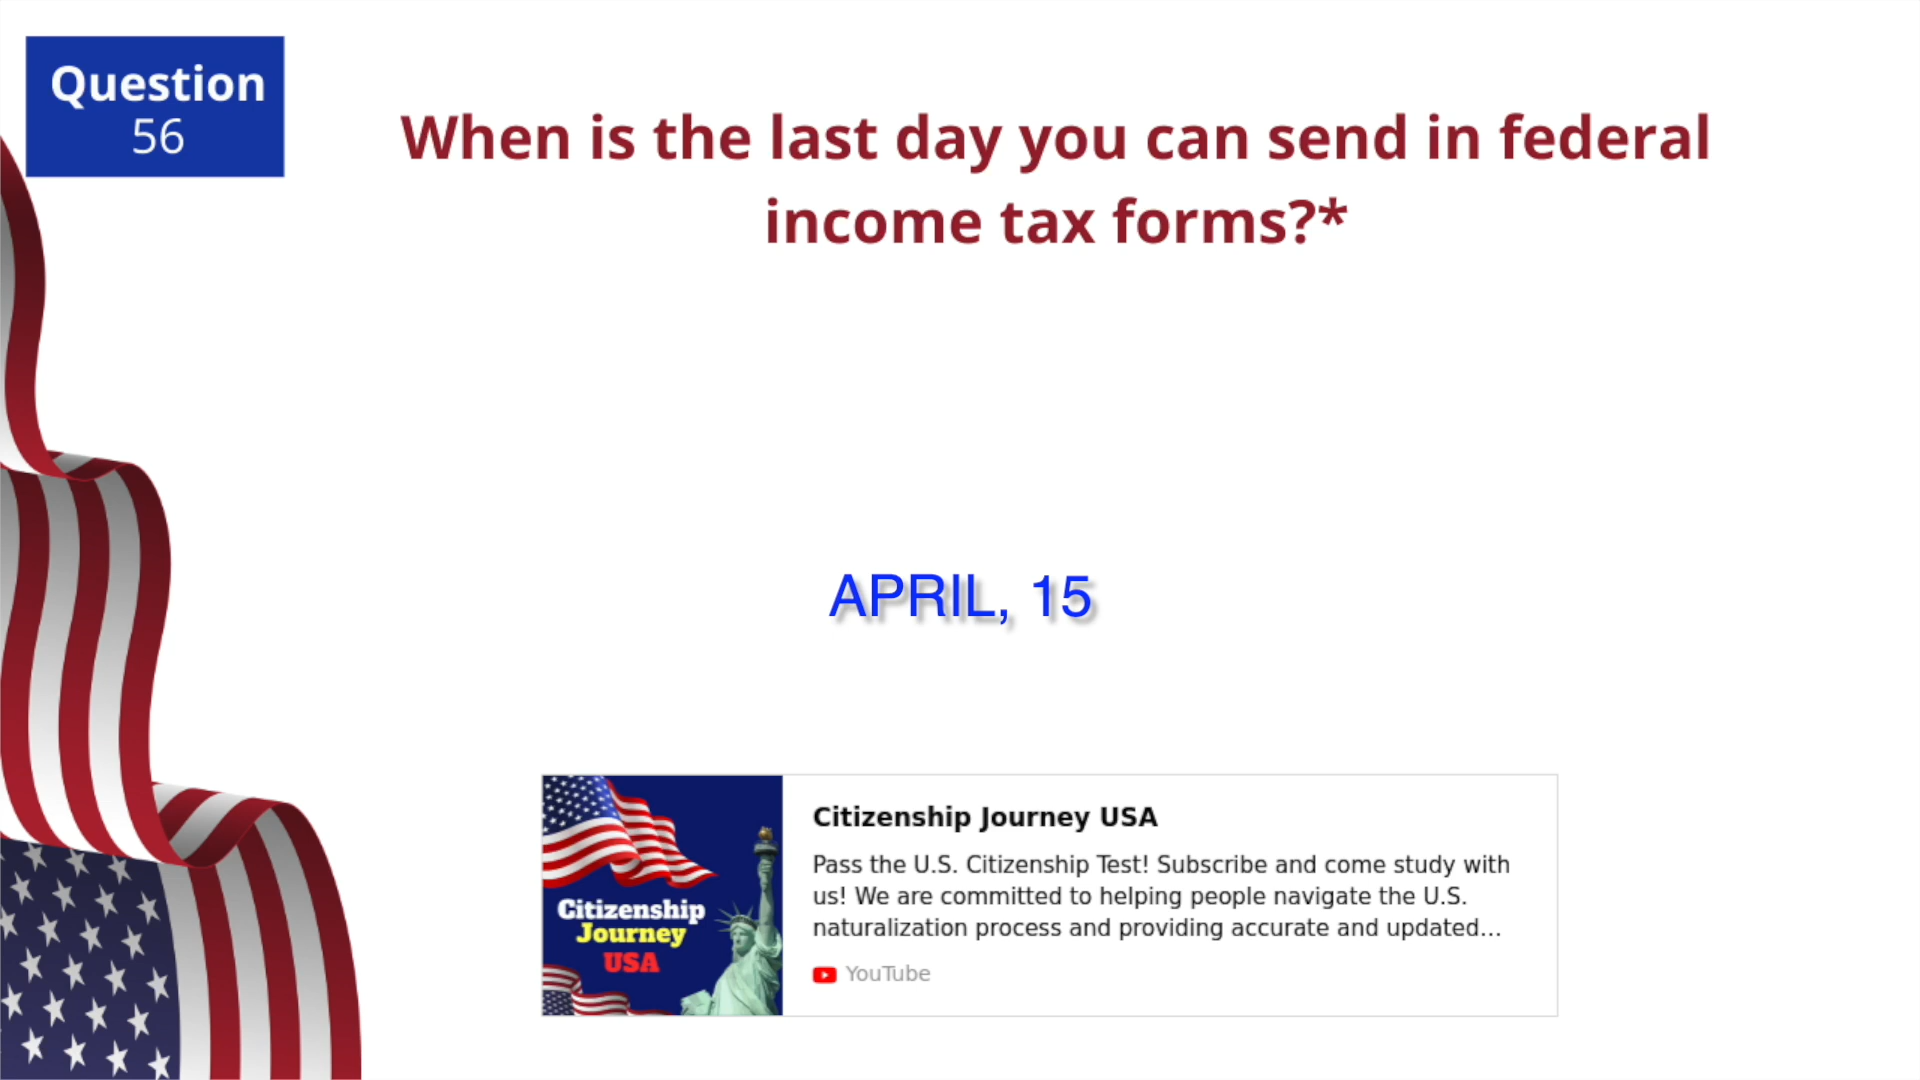 Question
56
When is the last day you can send in federal
income tax forms?*
APRIL, 15
Citizenship
Journey
USA
Citizenship Journey USA
Pass the U.S. Citizenship Test! Subscribe and come study with
us! We are committed to helping people navigate the U.S.
naturalization process and providing accurate and updated...
YouTube